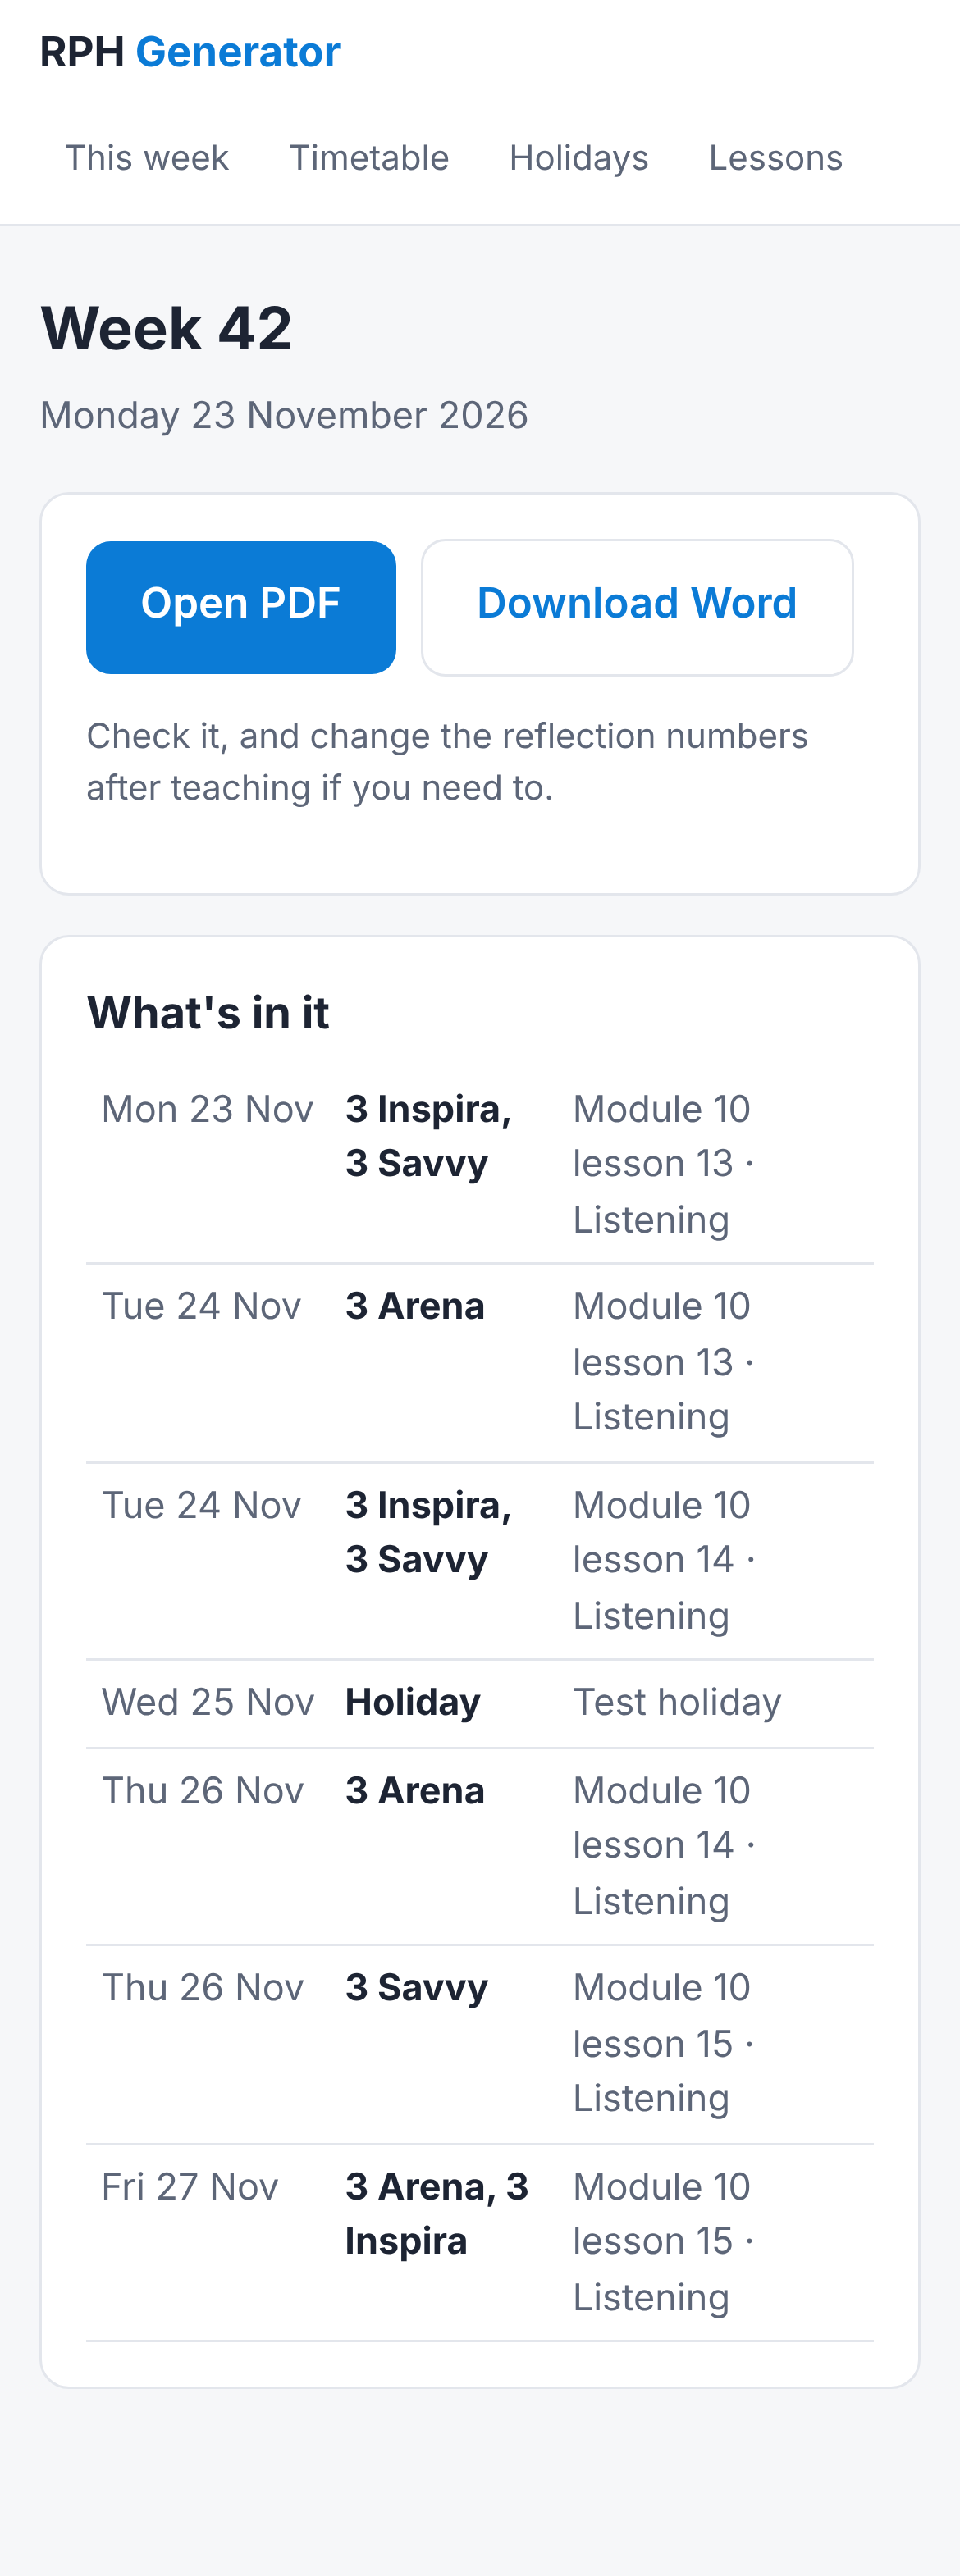 RPH Generator
This week Timetable Holidays Lessons
Week 42
Monday 23 November 2026
Open PDF Download Word
Check it, and change the reflection numbers
after teaching if you need to.
What's in it
Mon 23 Nov 3 Inspira, Module 10
3 Savvy lesson 13 ·
Listening
Tue 24 Nov 3 Arena Module 10
lesson 13 ·
Listening
Tue 24 Nov 3 Inspira, Module 10
3 Savvy lesson 14 ·
Listening
Wed 25 Nov Holiday Test holiday
Thu 26 Nov 3 Arena Module 10
lesson 14 ·
Listening
Thu 26 Nov 3 Savvy Module 10
lesson 15 ·
Listening
Fri 27 Nov 3 Arena, 3 Module 10
Inspira lesson 15 ·
Listening